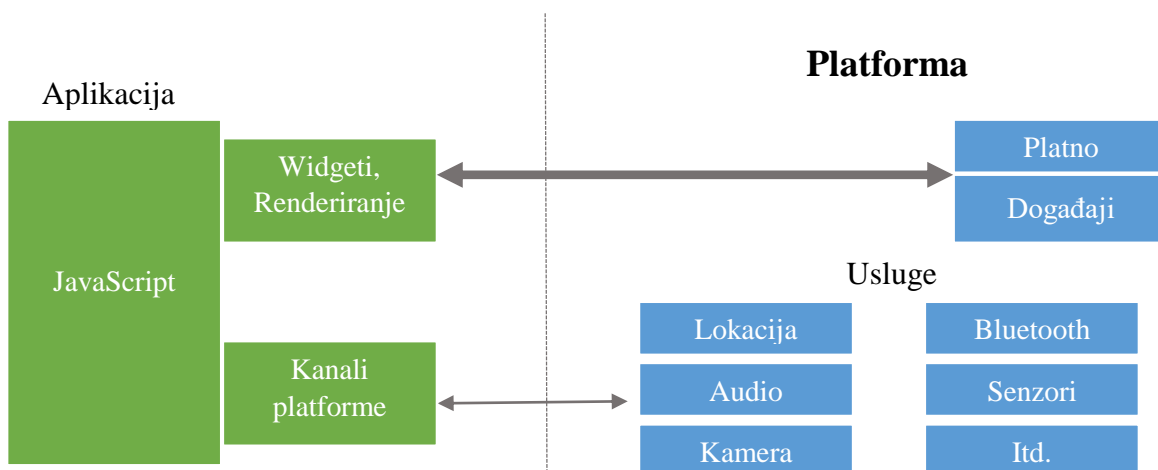 Platforma
Aplikacija
JavaScript
Widgeti,
Renderiranje
Platno
Događaji
Usluge
Kanali
platforme
Lokacija
Bluetooth
Audio
Senzori
Kamera
Itd.